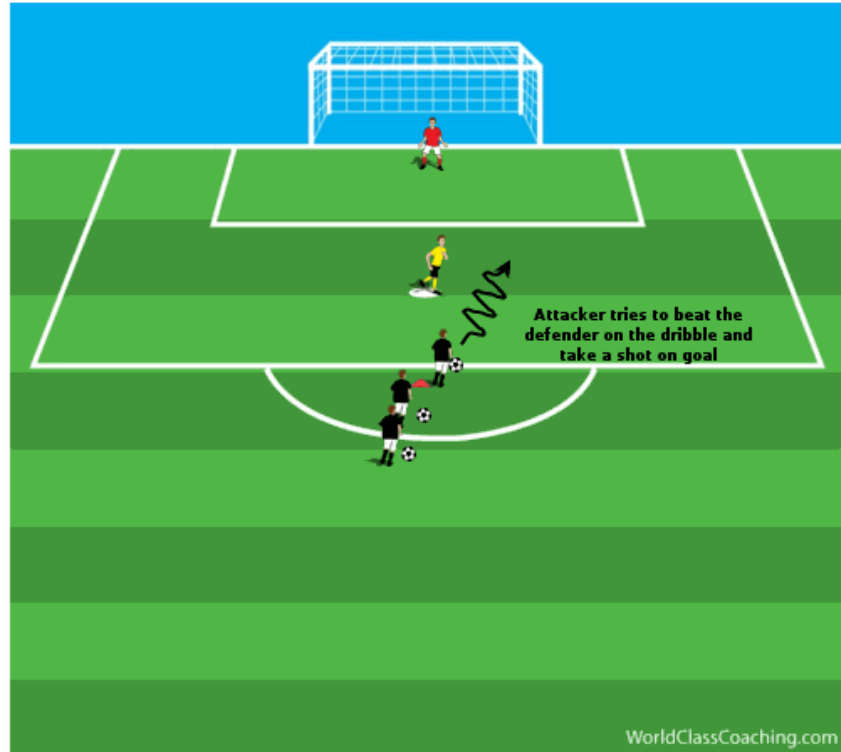 Attacker tries to beat the
defender on the dribble and
take a shot on goal
WorldClassCoaching.com